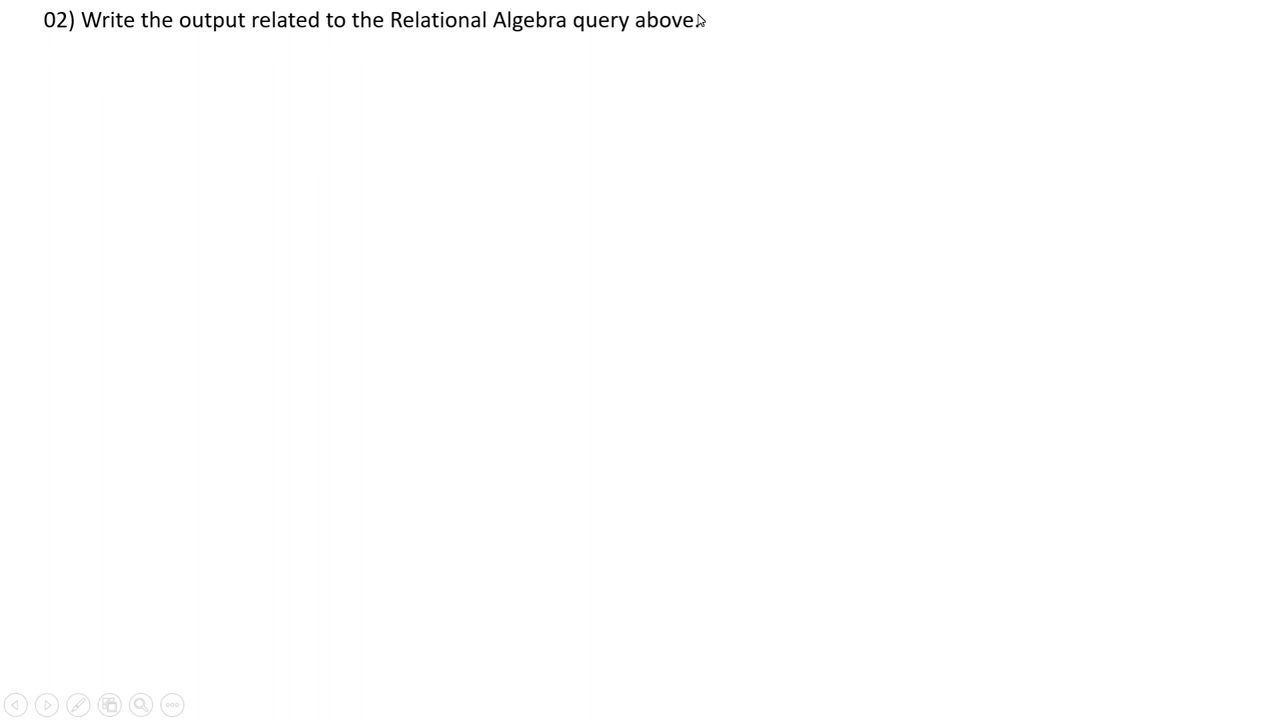 02) Write the output related to the Relational Algebra query above.